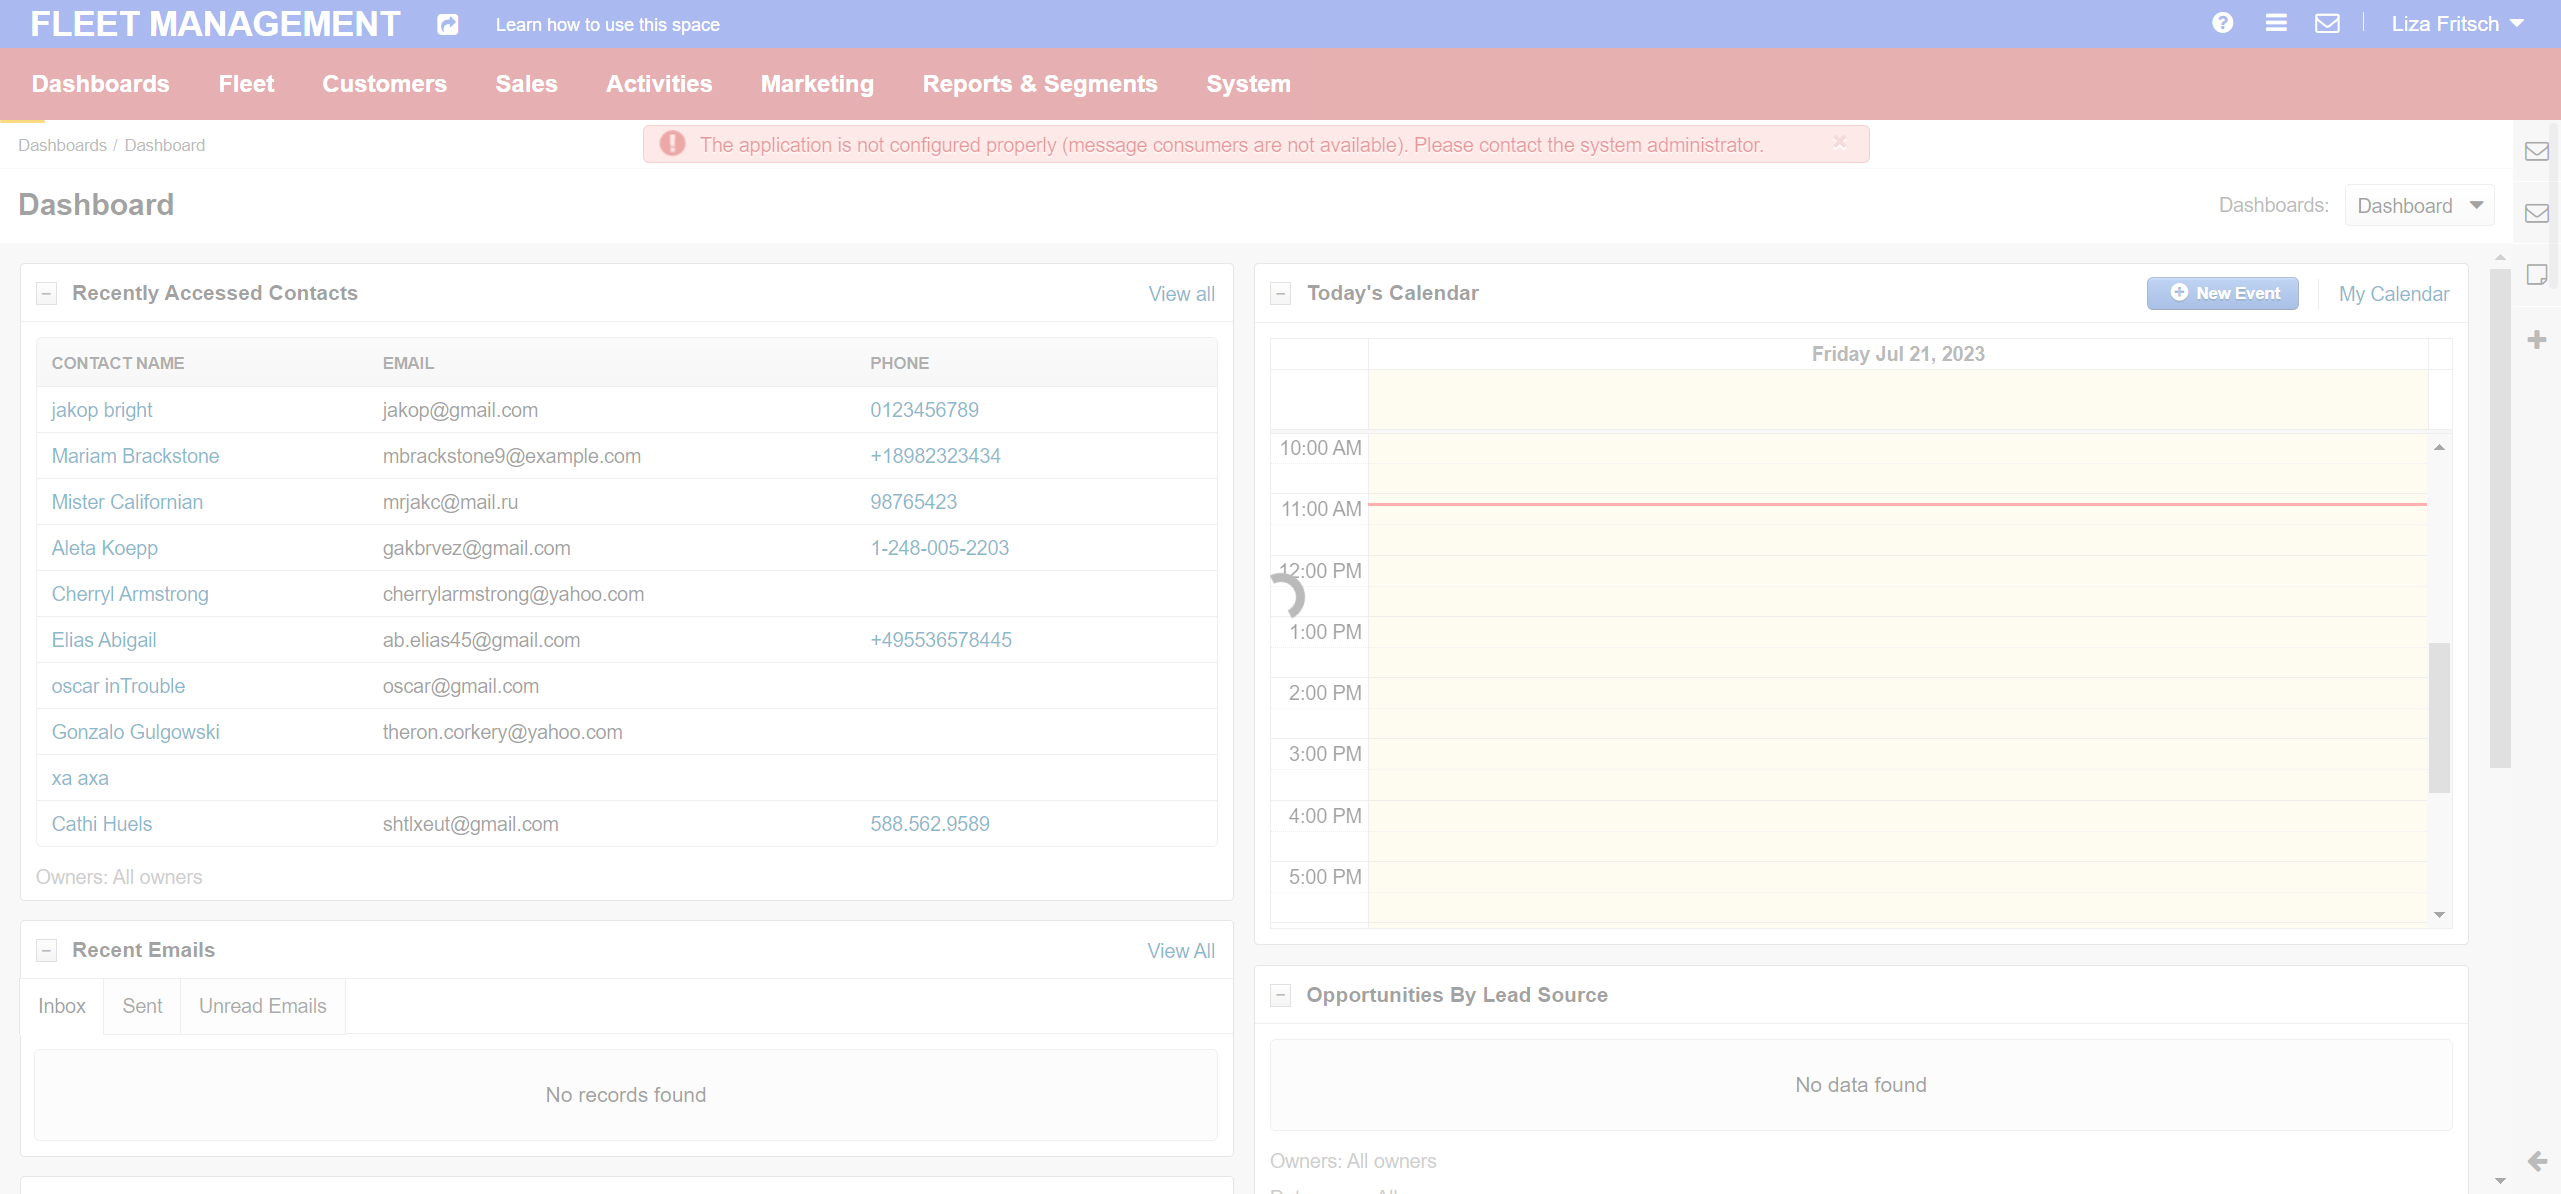 FLEET MANAGEMENT Learn how to use this space Liza Fritsch
Dashboards Fleet Customers Sales Activities Marketing Reports & Segments System
Dashboards / Dashboard
The application is not configured properly (message consumers are not available). Please contact the system administrator.
Dashboard
Dashboards: Dashboard
Recently Accessed Contacts View all
CONTACT NAME EMAIL PHONE
jakop bright jakop@gmail.com 0123456789
Mariam Brackstone mbrackstone9@example.com +18982323434
Mister Californian mrjakc@mail.ru 98765423
Aleta Koepp gakbrvez@gmail.com 1-248-005-2203
Cherryl Armstrong cherrylarmstrong@yahoo.com
Elias Abigail ab.elias45@gmail.com +495536578445
oscar inTrouble oscar@gmail.com
Gonzalo Gulgowski theron.corkery@yahoo.com
xa axa
Cathi Huels shtlxeut@gmail.com 588.562.9589
Owners: All owners
Recent Emails View All
Inbox Sent Unread Emails
No records found
Today's Calendar New Event My Calendar
Friday Jul 21, 2023
10:00 AM
11:00 AM
12:00 PM
1:00 PM
2:00 PM
3:00 PM
4:00 PM
5:00 PM
Opportunities By Lead Source
No data found
Owners: All owners